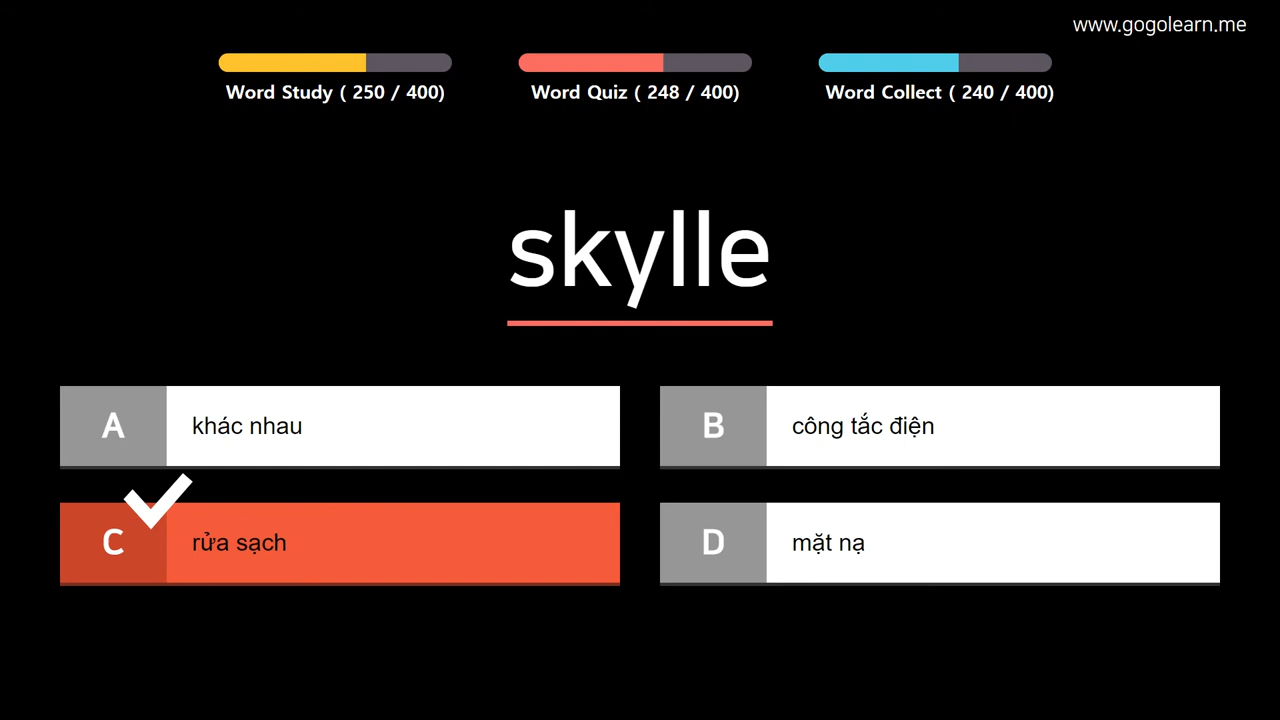 www.gogolearn.me
Word Study ( 250 / 400)
Word Quiz ( 248 / 400)
Word Collect ( 240 / 400)
skylle
A khác nhau
B công tắc điện
C rửa sạch
D mặt nạ